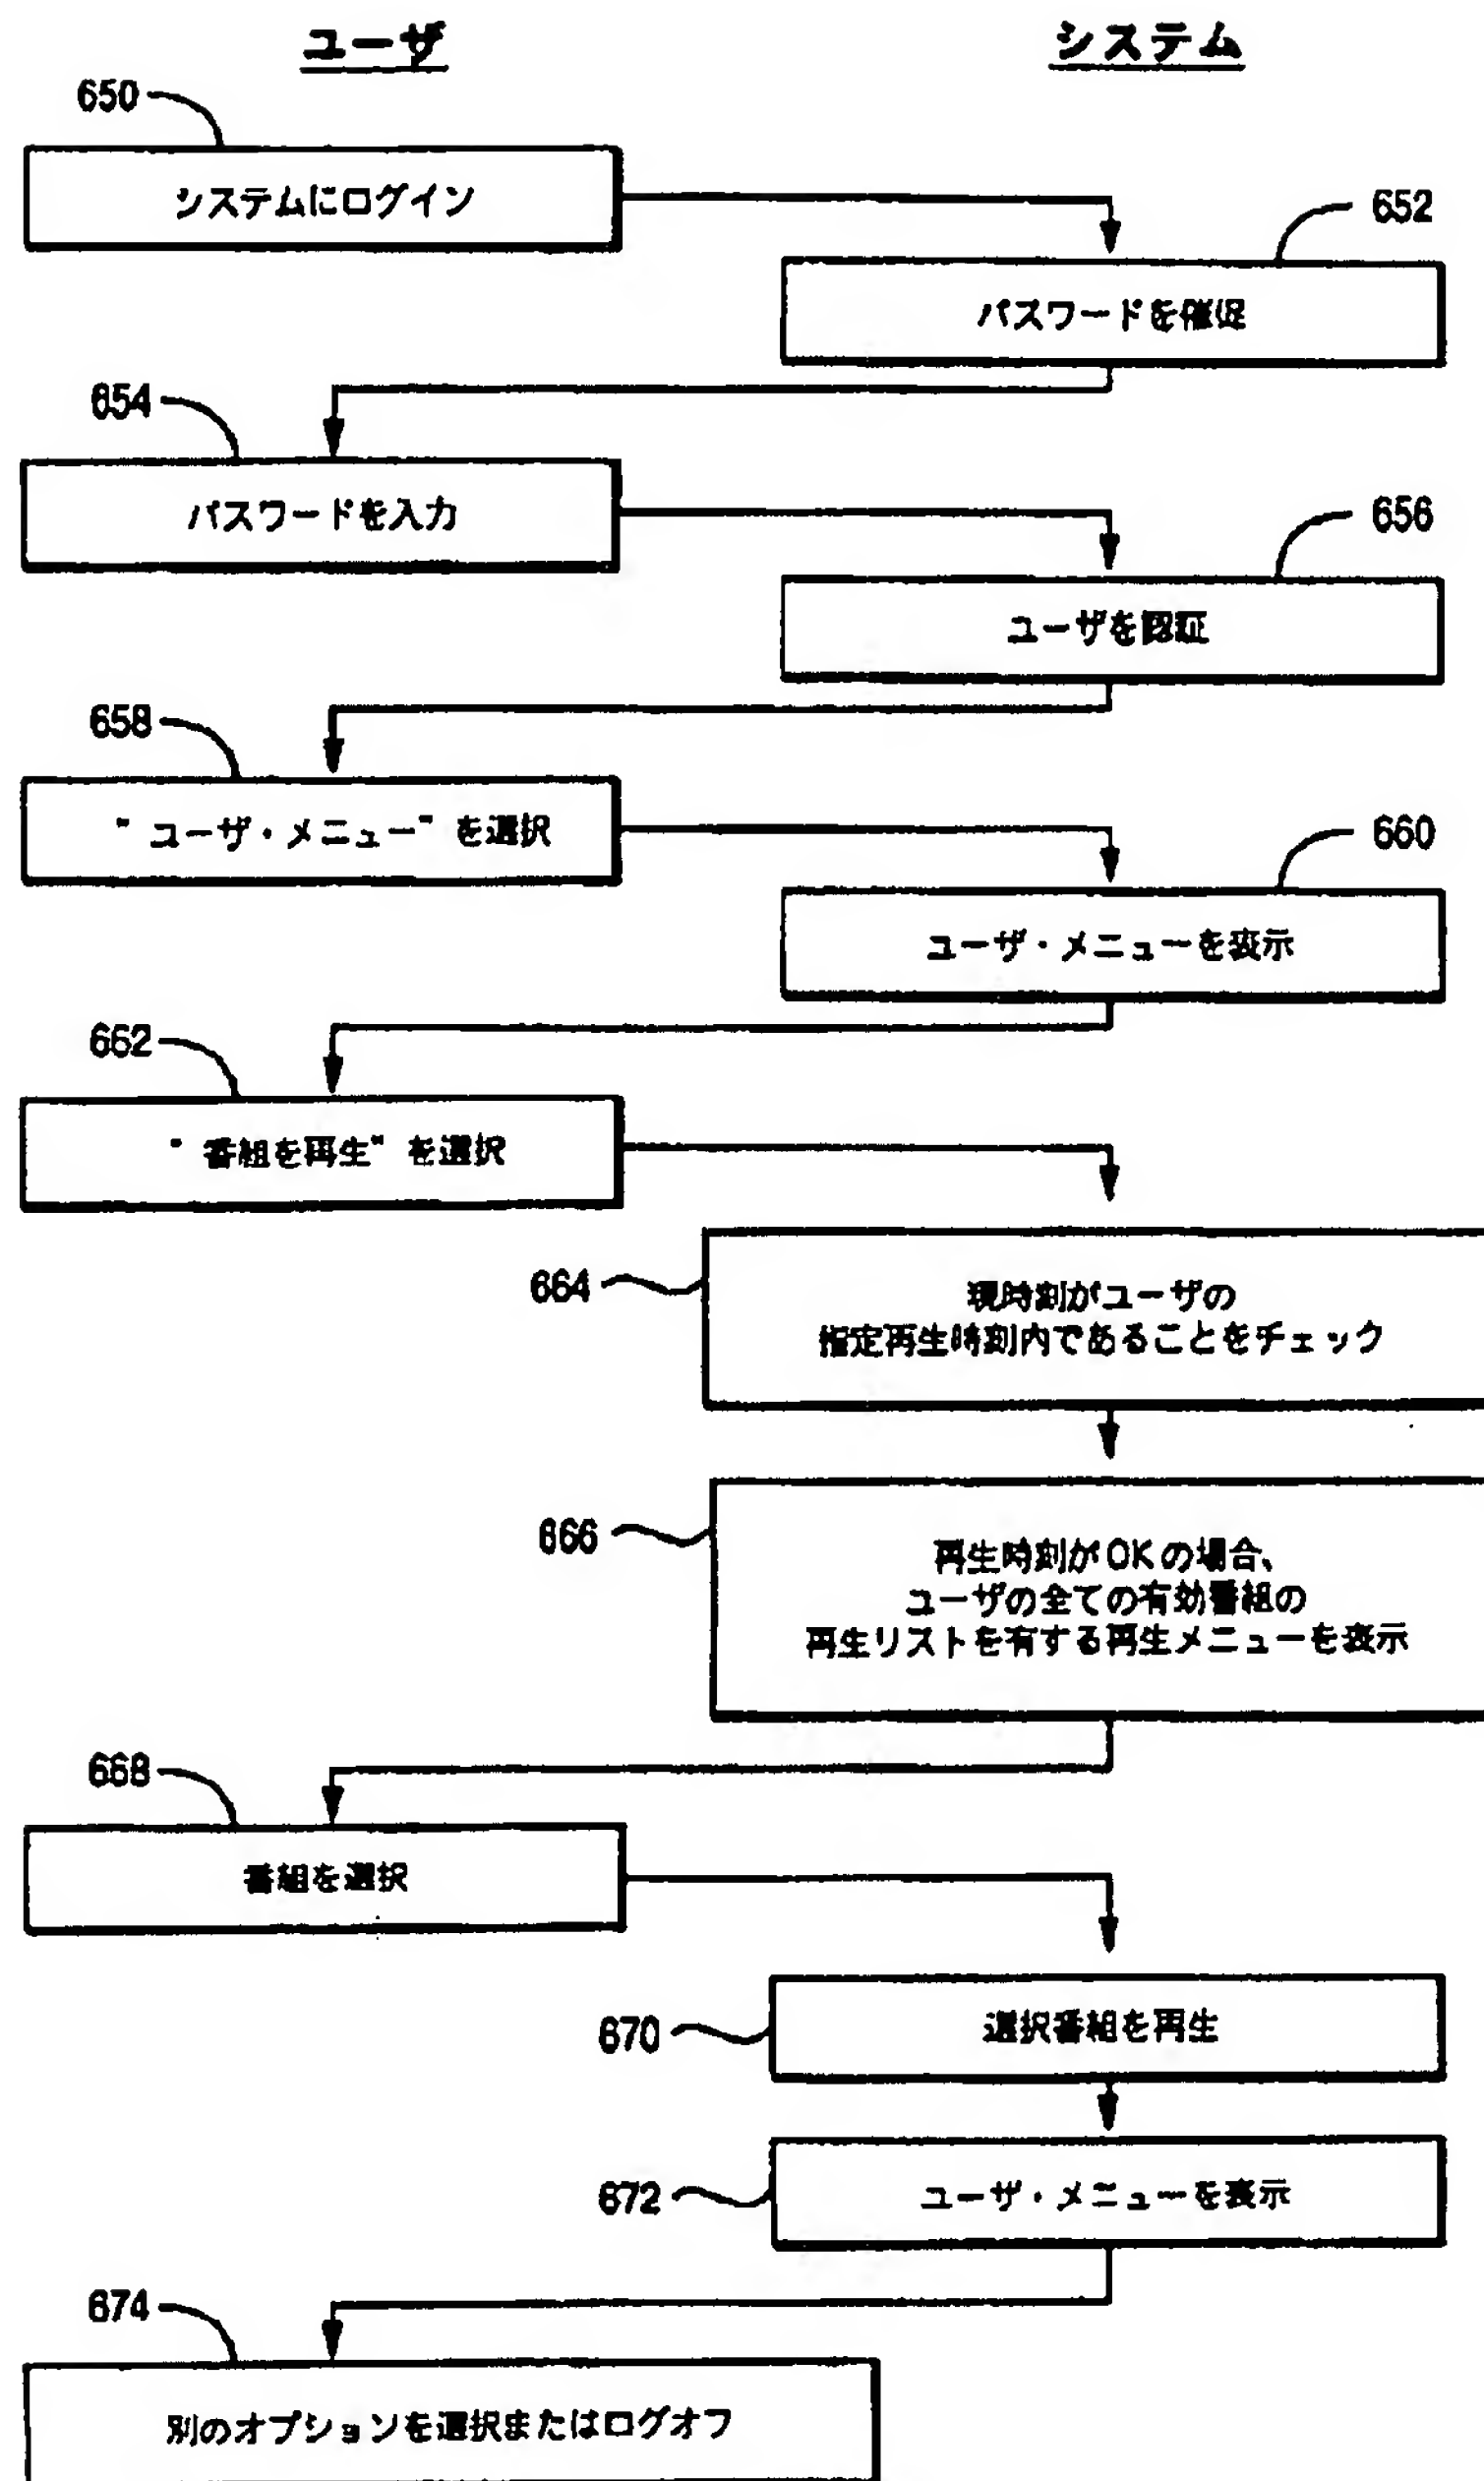 ユーザ
システム
650
システムにログイン
652
パスワードを催促
654
パスワードを入力
656
ユーザを認証
658
"ユーザ・メニュー"を選択
660
ユーザ・メニューを表示
662
"番組を再生"を選択
664
現時刻がユーザの
指定再生時刻内であることをチェック
666
再生時刻がOKの場合、
ユーザの全ての有効番組の
再生リストを有する再生メニューを表示
668
番組を選択
670
選択番組を再生
672
ユーザ・メニューを表示
674
別のオプションを選択またはログオフ